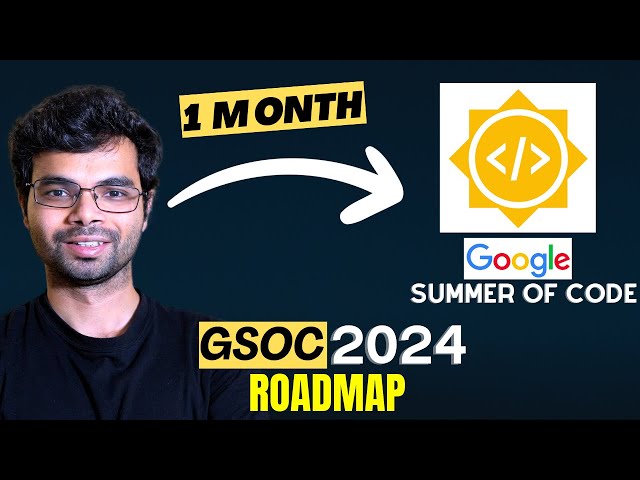 1 MONTH
</>
Google
SUMMER OF CODE
GSOC 2024
ROADMAP